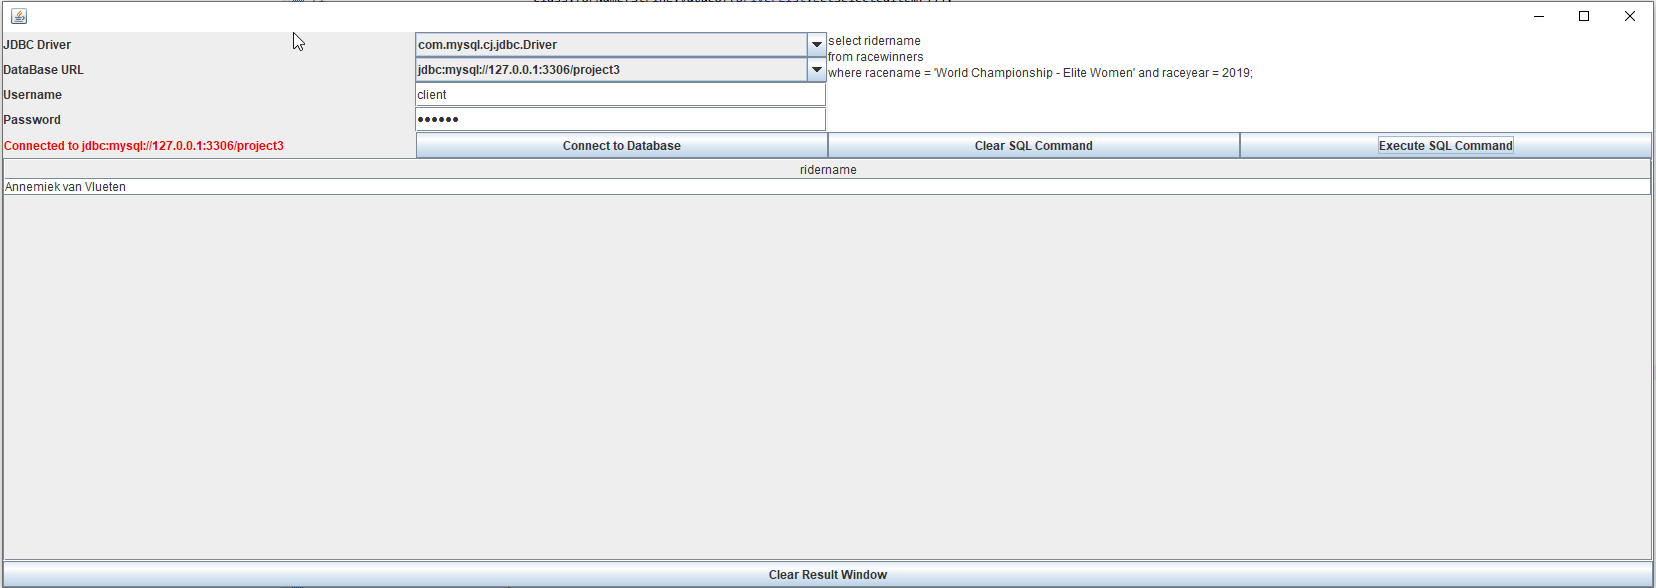 JDBC Driver
com.mysql.cj.jdbc.Driver
DataBase URL
jdbc:mysql://127.0.0.1:3306/project3
Username
client
Password
••••••
select ridername
from racewinners
where racename = 'World Championship - Elite Women' and raceyear = 2019;
Connected to jdbc:mysql://127.0.0.1:3306/project3
Connect to Database
Clear SQL Command
Execute SQL Command
ridername
Annemiek van Vlueten
Clear Result Window